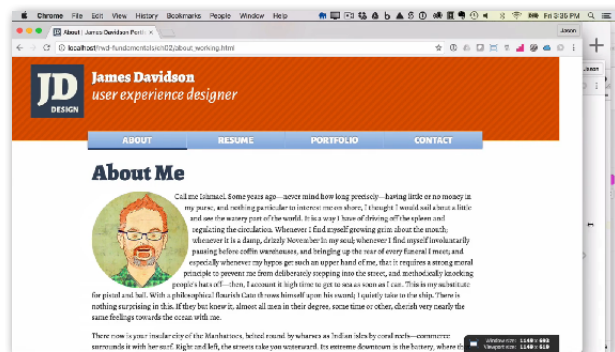 Chrome File Edit View History Bookmarks People Window Help Fri 3:35 PM
About | James Davidson Portfo Jason
localhost/hwd-fundamentals/ch02/about_working.html
Jason
JD
DESIGN
James Davidson
user experience designer
ABOUT RESUME PORTFOLIO CONTACT
About Me
Call me Ishmael. Some years ago—never mind how long precisely—having little or no money in
my purse, and nothing particular to interest me on shore, I thought I would sail about a little
and see the watery part of the world. It is a way I have of driving off the spleen and
regulating the circulation. Whenever I find myself growing grim about the mouth;
whenever it is a damp, drizzly November in my soul; whenever I find myself involuntarily
pausing before coffin warehouses, and bringing up the rear of every funeral I meet; and
especially whenever my hypos get such an upper hand of me, that it requires a strong moral
principle to prevent me from deliberately stepping into the street, and methodically knocking
people's hats off—then, I account it high time to get to sea as soon as I can. This is my substitute
for pistol and ball. With a philosophical flourish Cato throws himself upon his sword; I quietly take to the ship. There is
nothing surprising in this. If they but knew it, almost all men in their degree, some time or other, cherish very nearly the
same feelings towards the ocean with me.
There now is your insular city of the Manhattoes, belted round by wharves as Indian isles by coral reefs—commerce
surrounds it with her surf. Right and left, the streets take you waterward. Its extreme downtown is the battery, where th
Window size: 1140 x
Viewport size: 1140 x